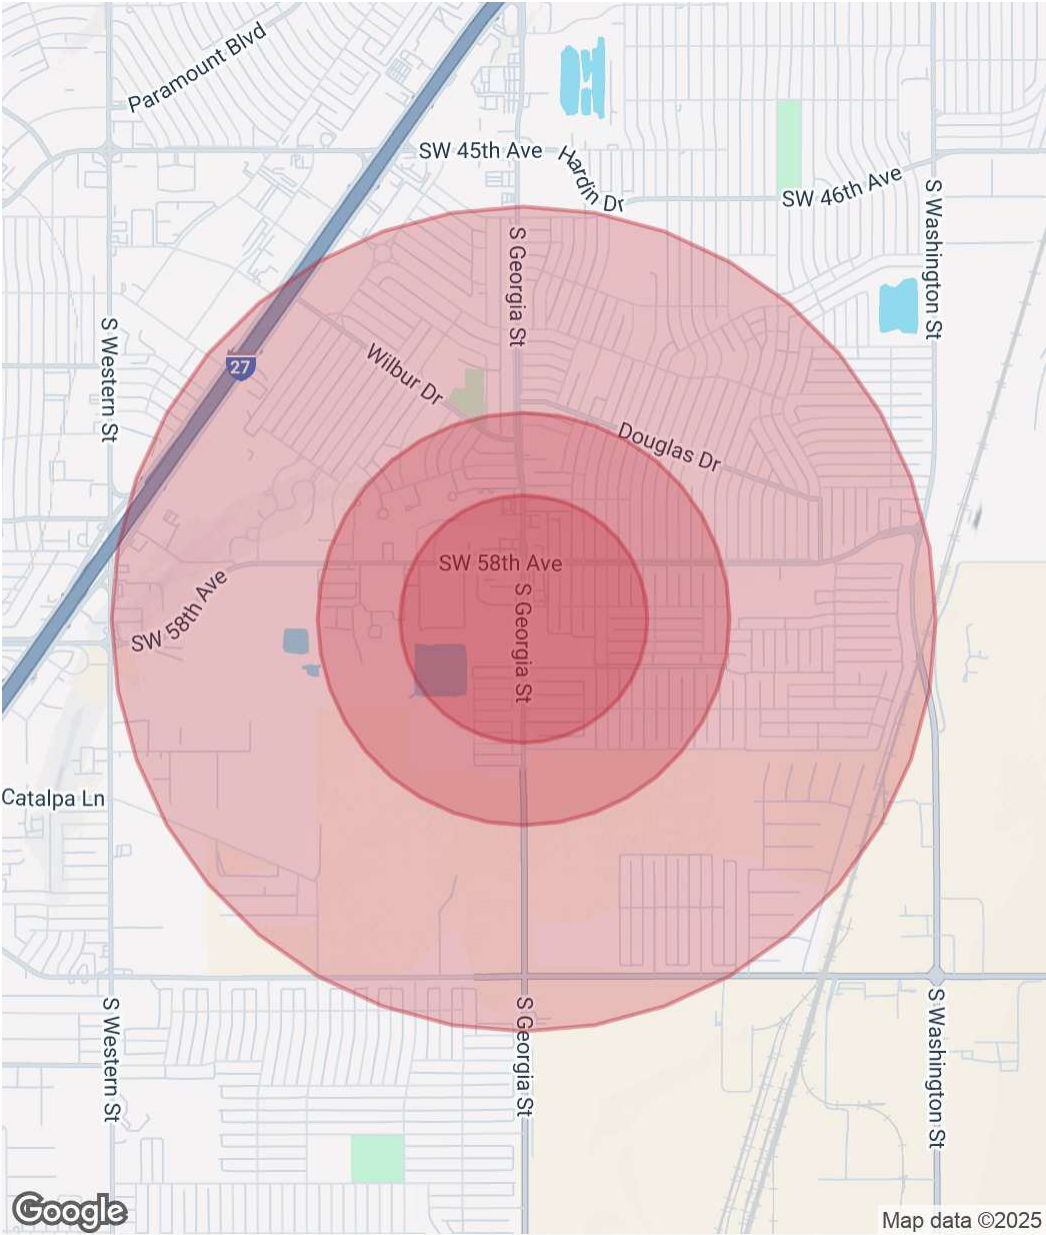 Paramount Blvd
SW 45th Ave
Hardin Dr
SW 46th Ave
S Washington St
S Georgia St
S Western St
27
Wilbur Dr
Douglas Dr
SW 58th Ave
SW 58th Ave
S Georgia St
Catalpa Ln
S Western St
S Georgia St
S Washington St
Google
Map data ©2025